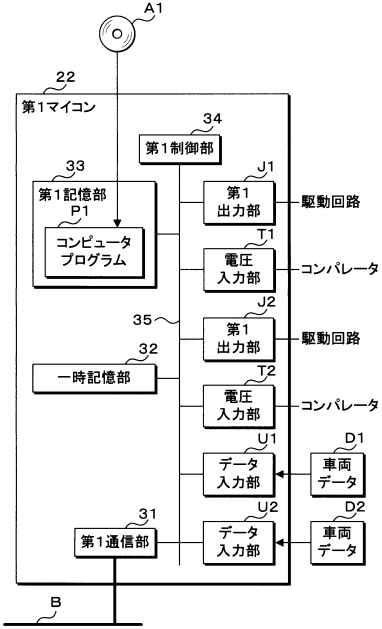 A1
22
第1マイコン
34
第1制御部
33
第1記憶部
P1
コンピュータ
プログラム
J1
第1
出力部
駆動回路
T1
電圧
入力部
コンパレータ
35
J2
第1
出力部
駆動回路
32
一時記憶部
T2
電圧
入力部
コンパレータ
U1
データ
入力部
D1
車両
データ
31
第1通信部
U2
データ
入力部
D2
車両
データ
B